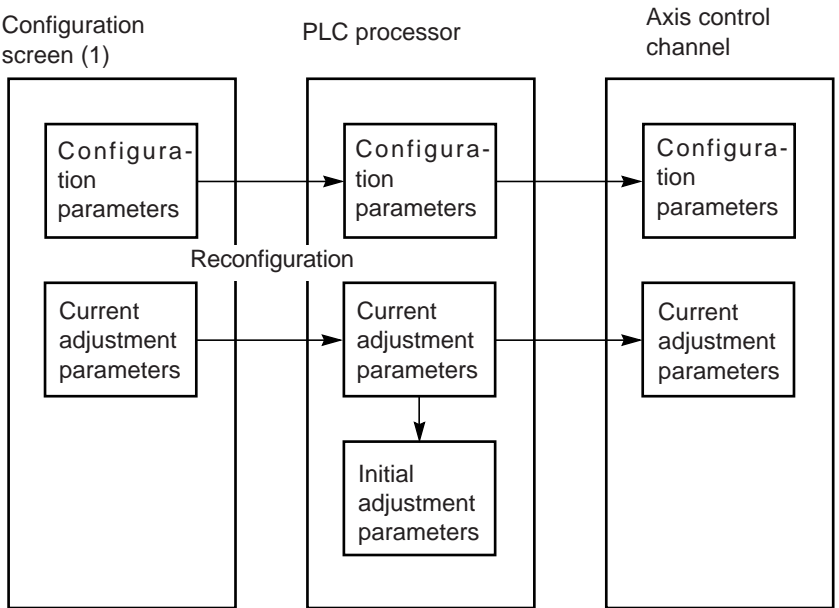 Configuration
screen (1)
PLC processor
Axis control
channel
Configura-
tion
parameters
Configura-
tion
parameters
Configura-
tion
parameters
Reconfiguration
Current
adjustment
parameters
Current
adjustment
parameters
Current
adjustment
parameters
Initial
adjustment
parameters